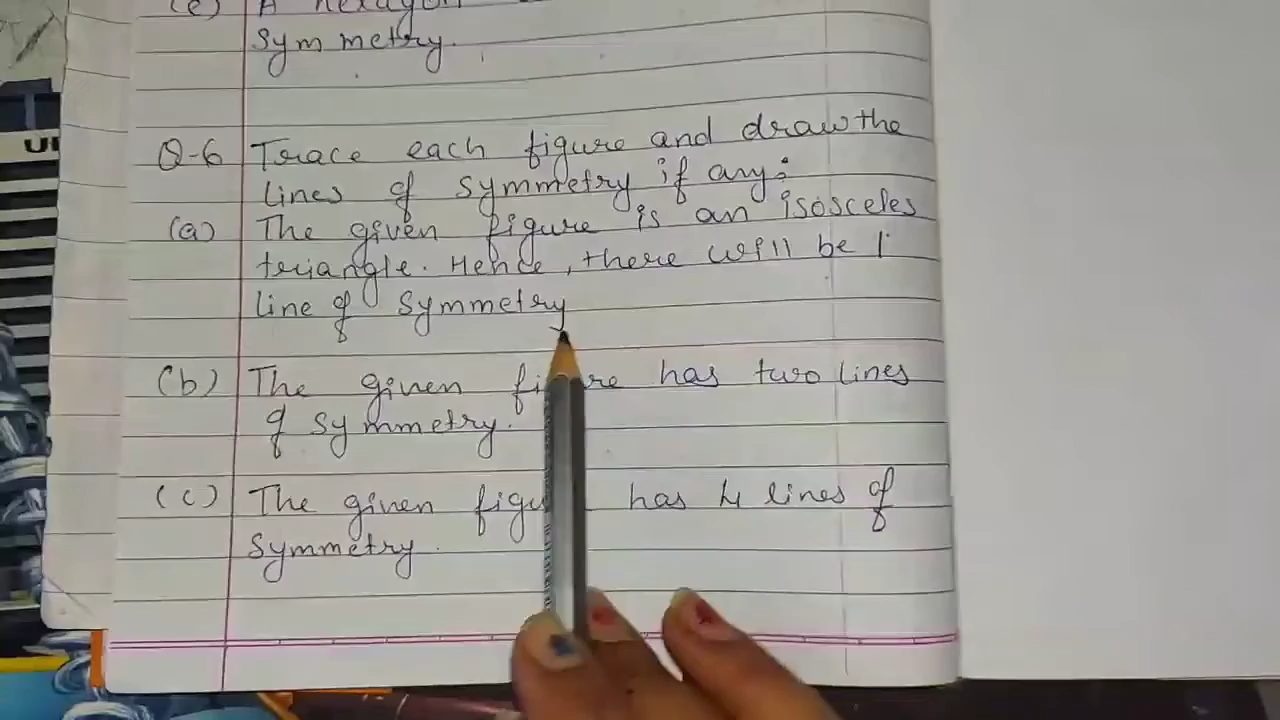 (e) A hexagon
Symmetry.
Q-6 Trace each figure and draw the
lines of symmetry if any:
(a) The given figure is an isosceles
triangle. Hence, there will be 1
line of Symmetry
(b) The given figure has two lines
of symmetry.
(c) The given figure has 4 lines of
Symmetry.